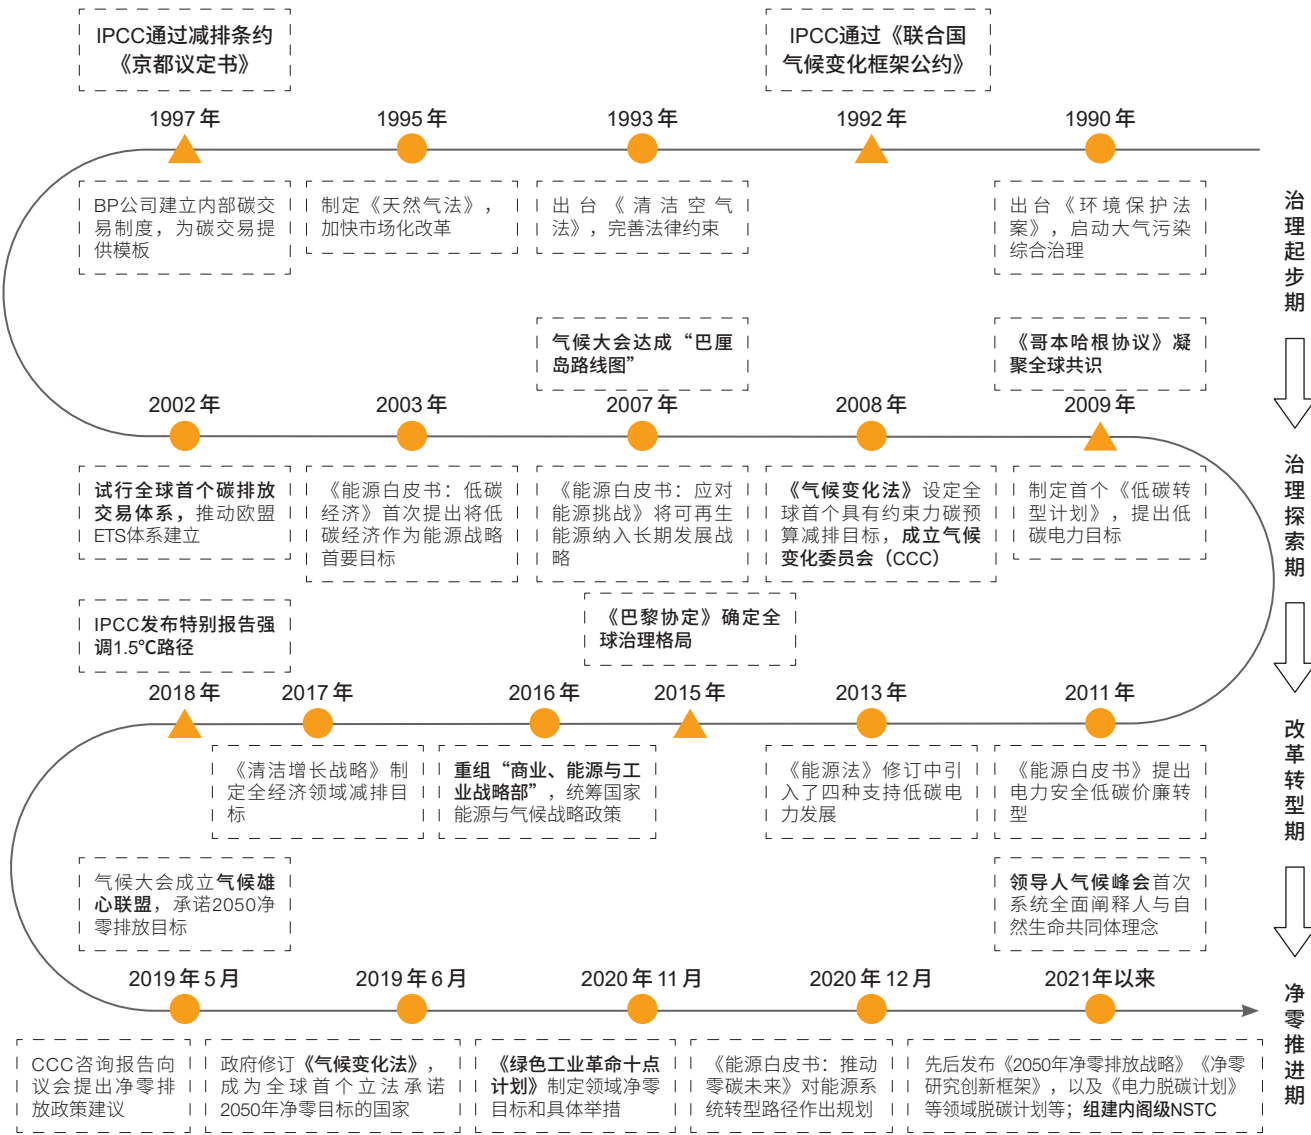 IPCC通过减排条约
《京都议定书》
IPCC通过《联合国
气候变化框架公约》
1997年
1995年
1993年
1992年
1990年
BP公司建立内部碳交
易制度，为碳交易提
供模板
制定《天然气法》，
加快市场化改革
出台《清洁空气
法》，完善法律约束
出台《环境保护法
案》，启动大气污染
综合治理
治理起步期
气候大会达成“巴厘
岛路线图”
《哥本哈根协议》凝
聚全球共识
2002年
2003年
2007年
2008年
2009年
试行全球首个碳排放
交易体系，推动欧盟
ETS体系建立
《能源白皮书：低碳
经济》首次提出将低
碳经济作为能源战略
首要目标
《能源白皮书：应对
能源挑战》将可再生
能源纳入长期发展战
略
《气候变化法》设定全
球首个具有约束力碳预
算减排目标，成立气候
变化委员会（CCC）
制定首个《低碳转
型计划》，提出低
碳电力目标
治理探索期
IPCC发布特别报告强
调1.5℃路径
《巴黎协定》确定全
球治理格局
2018年
2017年
2016年
2015年
2013年
2011年
《清洁增长战略》制
定全经济领域减排目
标
重组“商业、能源与工
业战略部”，统筹国家
能源与气候战略政策
《能源法》修订中引
入了四种支持低碳电
力发展
《能源白皮书》提出
电力安全低碳价廉转
型
改革转型期
气候大会成立气候雄
心联盟，承诺2050净
零排放目标
领导人气候峰会首次
系统全面阐释人与自
然生命共同体理念
2019年5月
2019年6月
2020年11月
2020年12月
2021年以来
CCC咨询报告向
议会提出净零排
放政策建议
政府修订《气候变化法》，
成为全球首个立法承诺
2050年净零目标的国家
《绿色工业革命十点
计划》制定领域净零
目标和具体举措
《能源白皮书：推动
零碳未来》对能源系
统转型路径作出规划
先后发布《2050年净零排放战略》《净零
研究创新框架》，以及《电力脱碳计划》
等领域脱碳计划等；组建内阁级NSTC
净零推进期